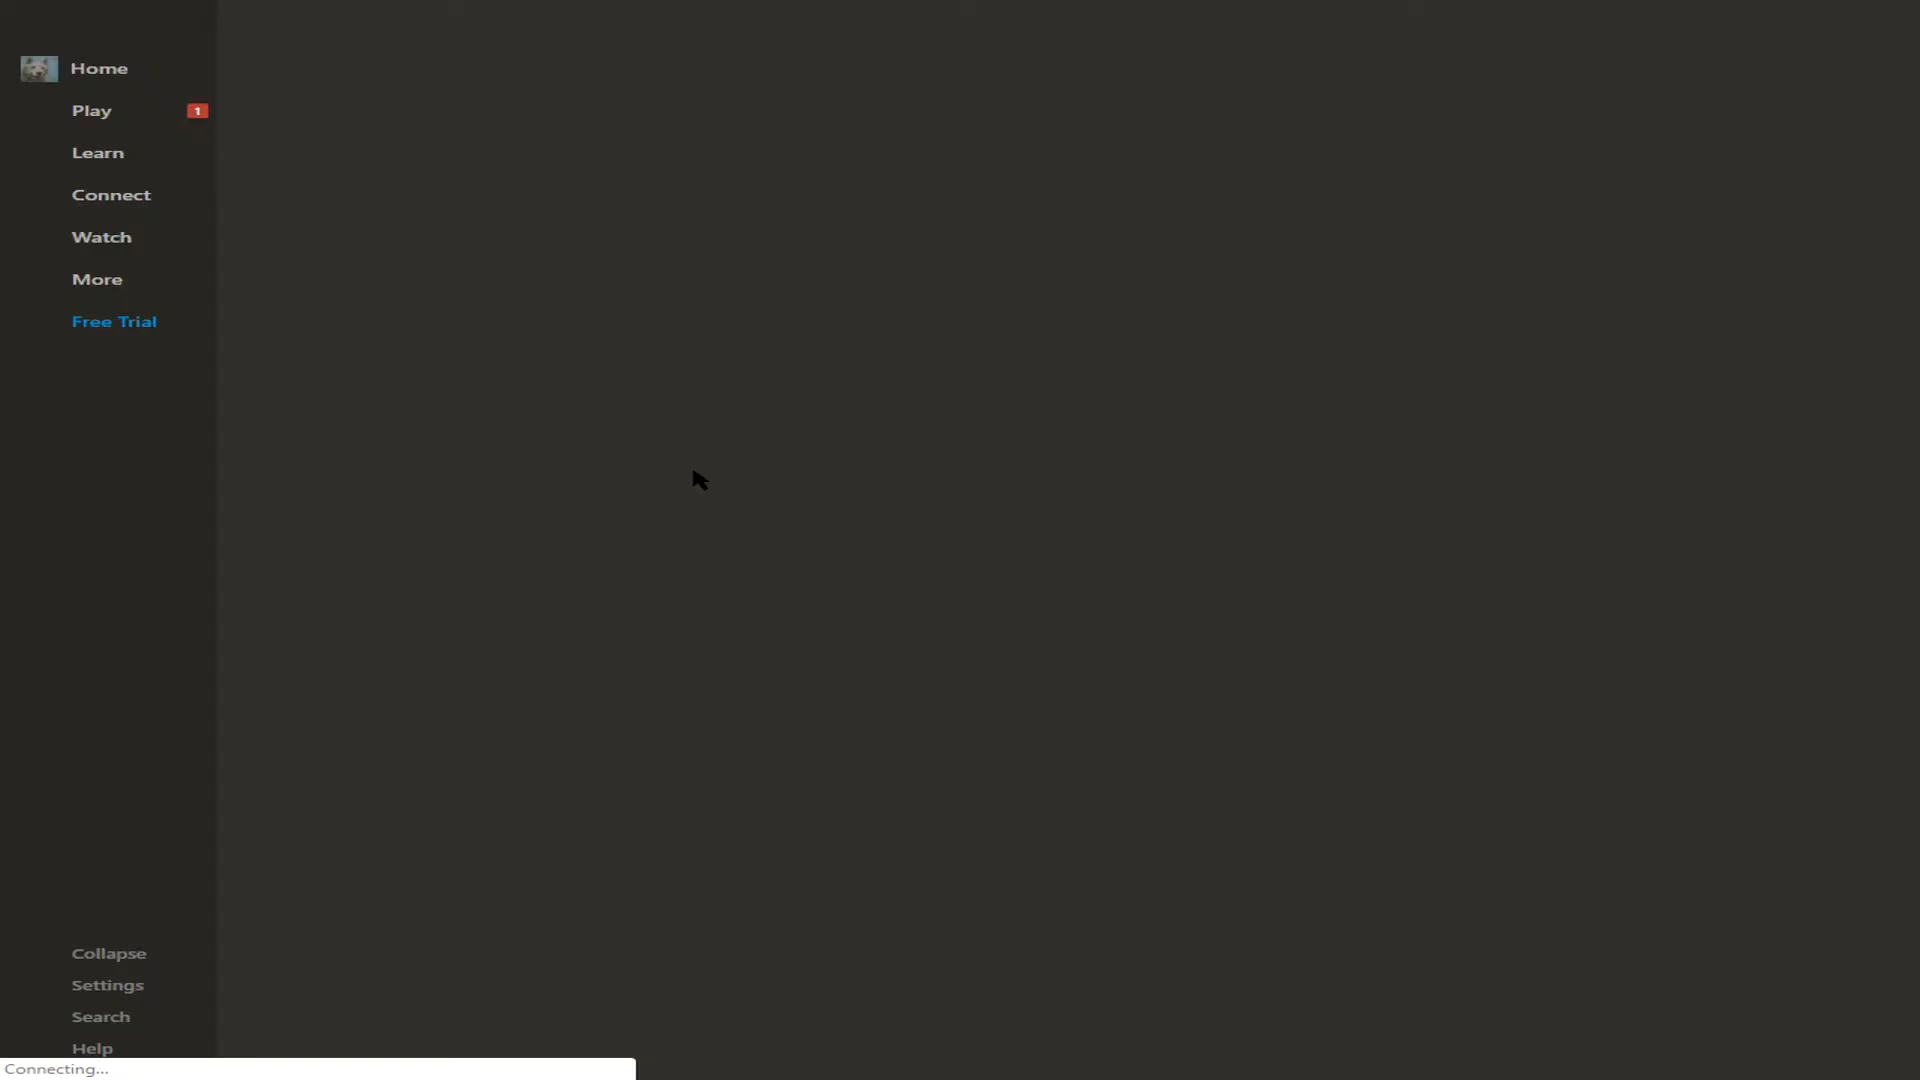 Home
Play 1
Learn
Connect
Watch
More
Free Trial
Collapse
Settings
Search
Help
Connecting...